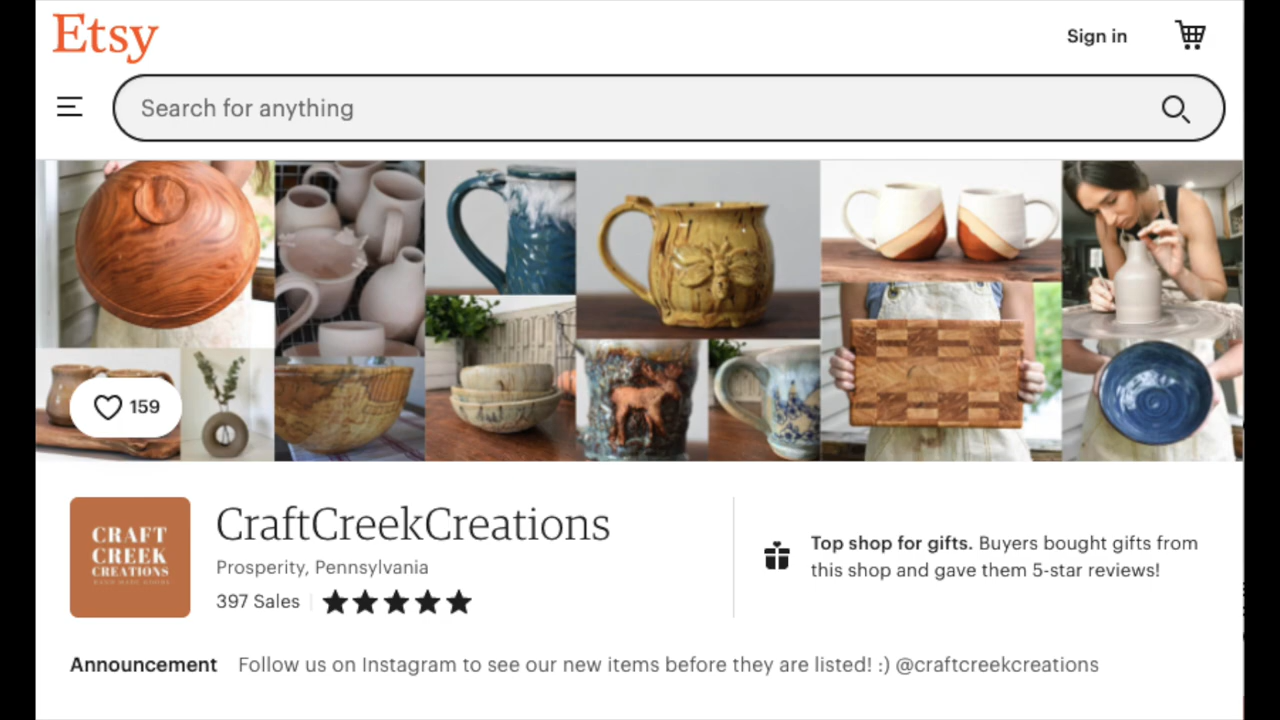 Etsy
Sign in
Search for anything
159
CRAFT
CREEK
CREATIONS
CraftCreekCreations
Prosperity, Pennsylvania
397 Sales
Top shop for gifts. Buyers bought gifts from
this shop and gave them 5-star reviews!
Announcement Follow us on Instagram to see our new items before they are listed! :) @craftcreekcreations